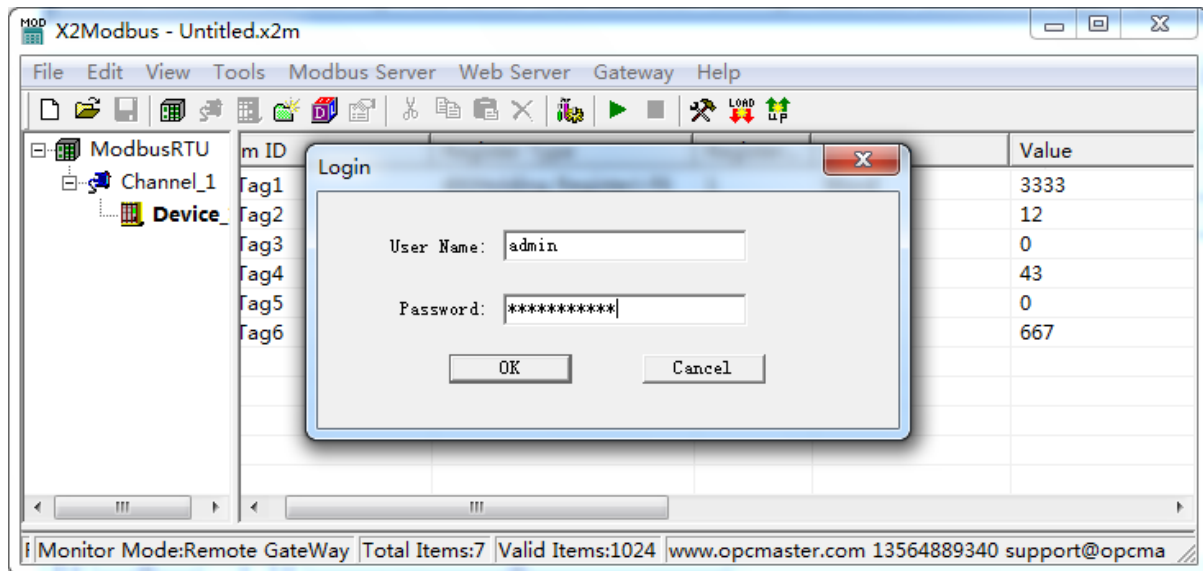 MOD
X2Modbus - Untitled.x2m
File Edit View Tools Modbus Server Web Server Gateway Help
LOAD
UP
ModbusRTU
Channel_1
Device_
m ID Value
Login
Tag1 3333
Tag2 12
Tag3 0
Tag4 43
Tag5 0
Tag6 667
User Name: admin
Password: ***********
OK Cancel
Monitor Mode:Remote GateWay Total Items:7 Valid Items:1024 www.opcmaster.com 13564889340 support@opcma